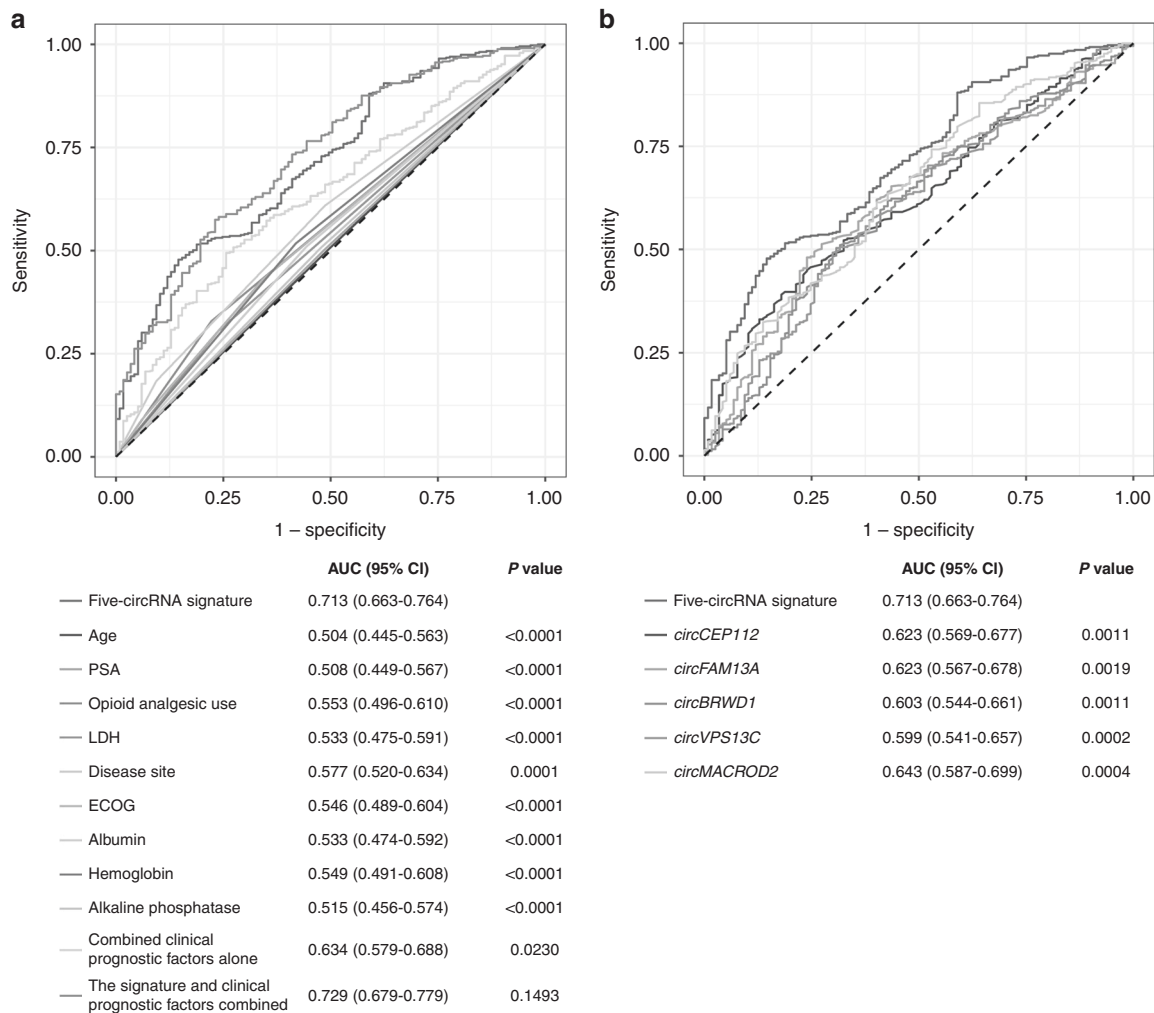 a
1.00
0.75
0.50
0.25
0.00
Sensitivity
0.00 0.25 0.50 0.75 1.00
1 – specificity
AUC (95% CI) P value
Five-circRNA signature 0.713 (0.663-0.764)
Age 0.504 (0.445-0.563) <0.0001
PSA 0.508 (0.449-0.567) <0.0001
Opioid analgesic use 0.553 (0.496-0.610) <0.0001
LDH 0.533 (0.475-0.591) <0.0001
Disease site 0.577 (0.520-0.634) 0.0001
ECOG 0.546 (0.489-0.604) <0.0001
Albumin 0.533 (0.474-0.592) <0.0001
Hemoglobin 0.549 (0.491-0.608) <0.0001
Alkaline phosphatase 0.515 (0.456-0.574) <0.0001
Combined clinical
prognostic factors alone 0.634 (0.579-0.688) 0.0230
The signature and clinical
prognostic factors combined 0.729 (0.679-0.779) 0.1493
b
1.00
0.75
0.50
0.25
0.00
Sensitivity
0.00 0.25 0.50 0.75 1.00
1 – specificity
AUC (95% CI) P value
Five-circRNA signature 0.713 (0.663-0.764)
circCEP112 0.623 (0.569-0.677) 0.0011
circFAM13A 0.623 (0.567-0.678) 0.0019
circBRWD1 0.603 (0.544-0.661) 0.0011
circVPS13C 0.599 (0.541-0.657) 0.0002
circMACROD2 0.643 (0.587-0.699) 0.0004